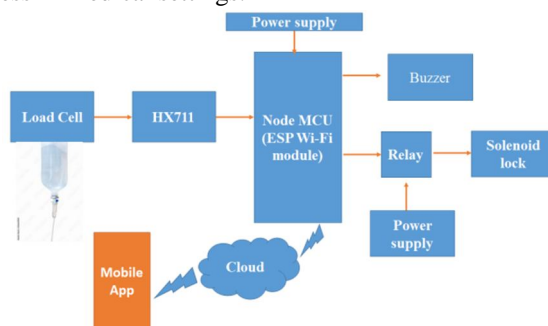 Power supply
Buzzer
Load Cell
HX711
Node MCU
(ESP Wi-Fi
module)
Relay
Solenoid
lock
Power
supply
Cloud
Mobile
App